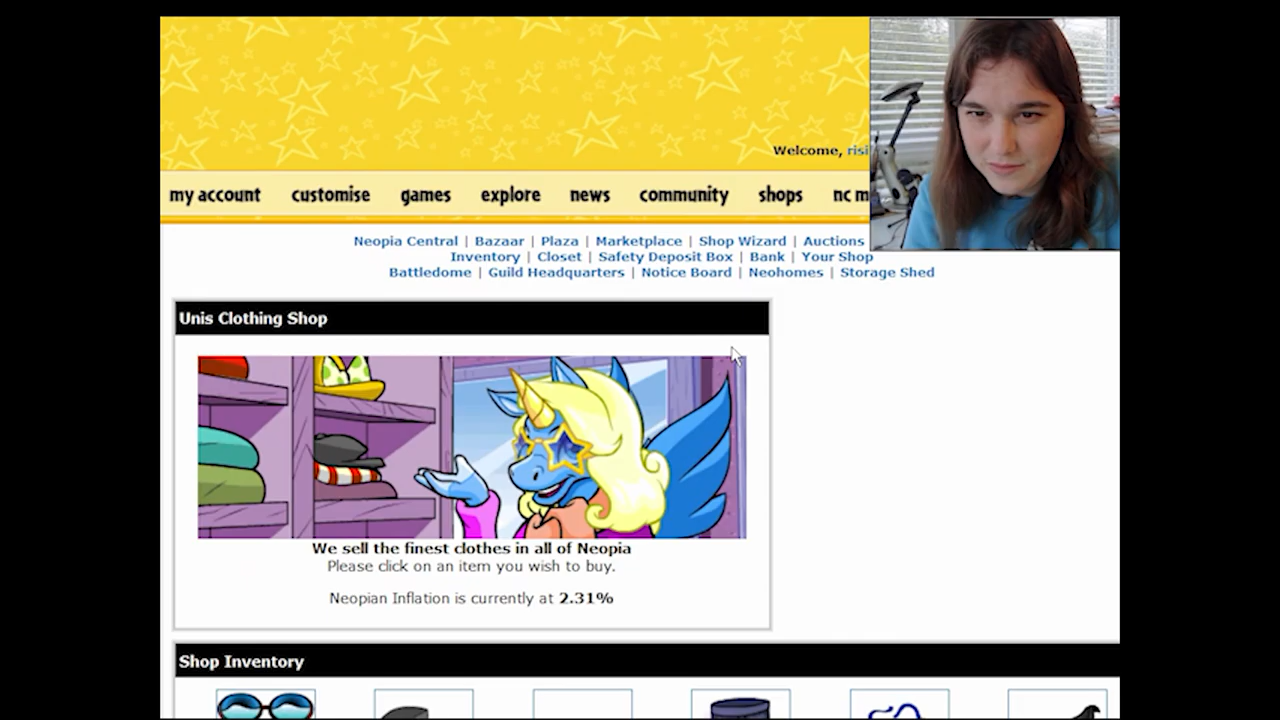 Welcome, risi
my account customise games explore news community shops nc m
Neopia Central | Bazaar | Plaza | Marketplace | Shop Wizard | Auctions
Inventory | Closet | Safety Deposit Box | Bank | Your Shop
Battledome | Guild Headquarters | Notice Board | Neohomes | Storage Shed
Unis Clothing Shop
We sell the finest clothes in all of Neopia
Please click on an item you wish to buy.
Neopian Inflation is currently at 2.31%
Shop Inventory